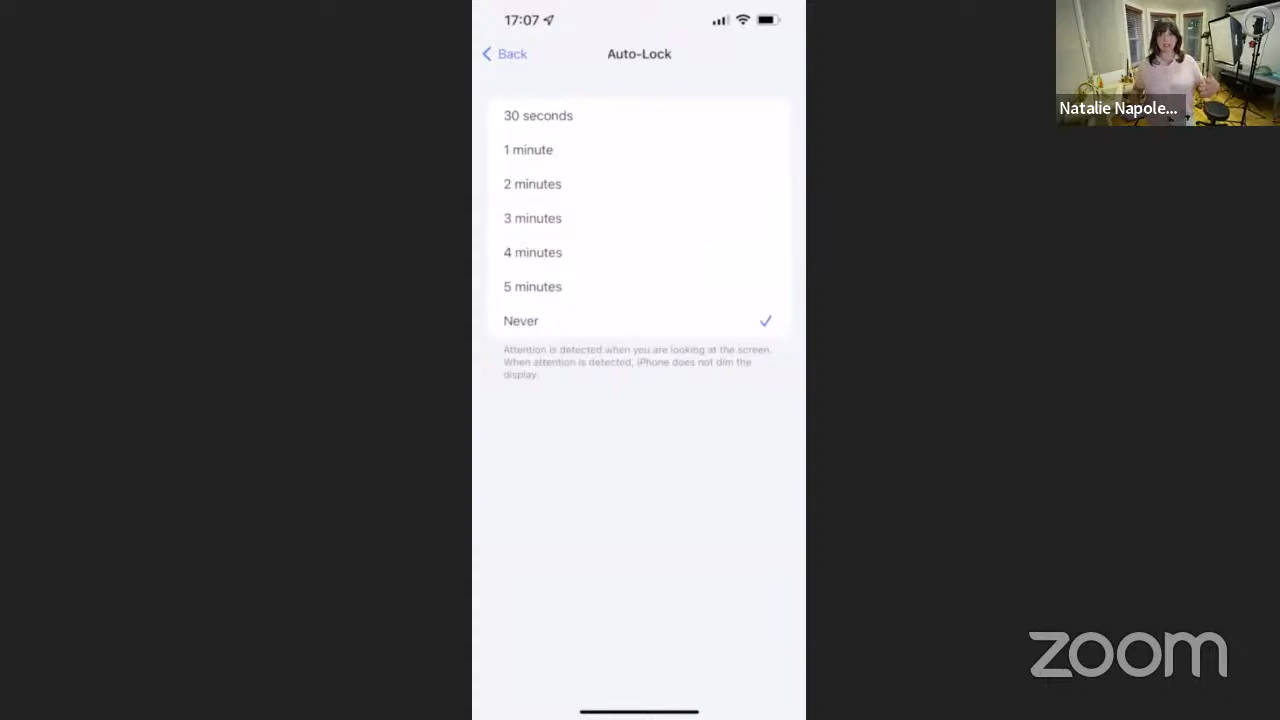 17:07
Back
Auto-Lock
30 seconds
1 minute
2 minutes
3 minutes
4 minutes
5 minutes
Never
Attention is detected when you are looking at the screen.
When attention is detected, iPhone does not dim the
display.
Natalie Napole...
zoom